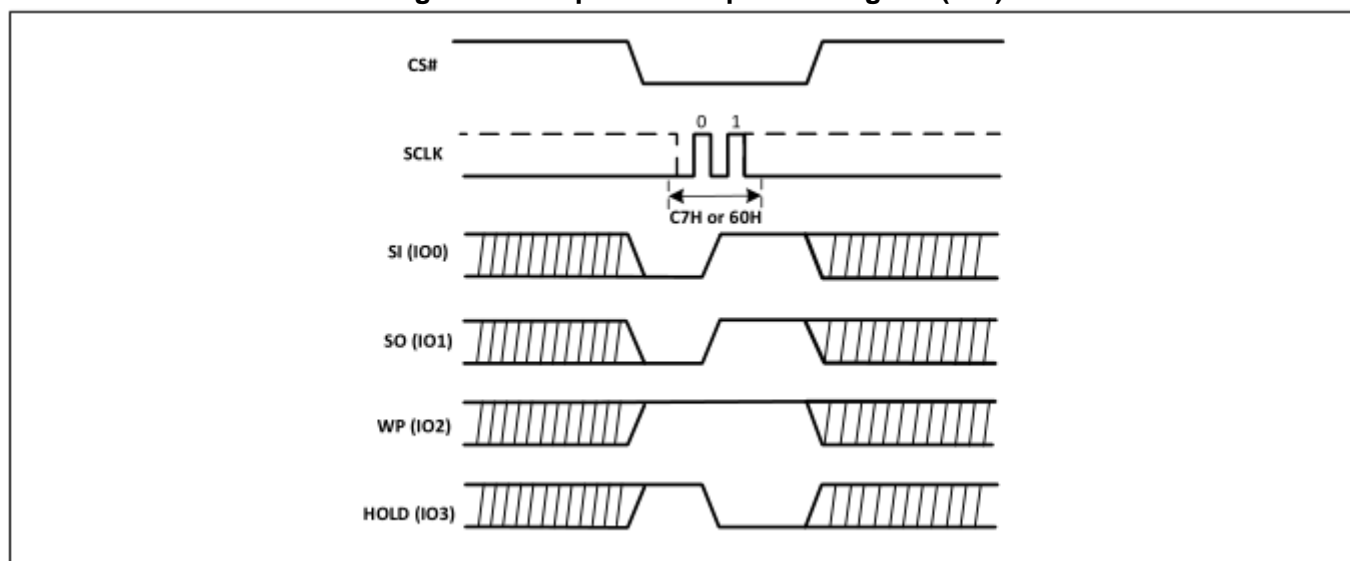 CS#
0 1
SCLK
C7H or 60H
SI (IO0)
SO (IO1)
WP (IO2)
HOLD (IO3)